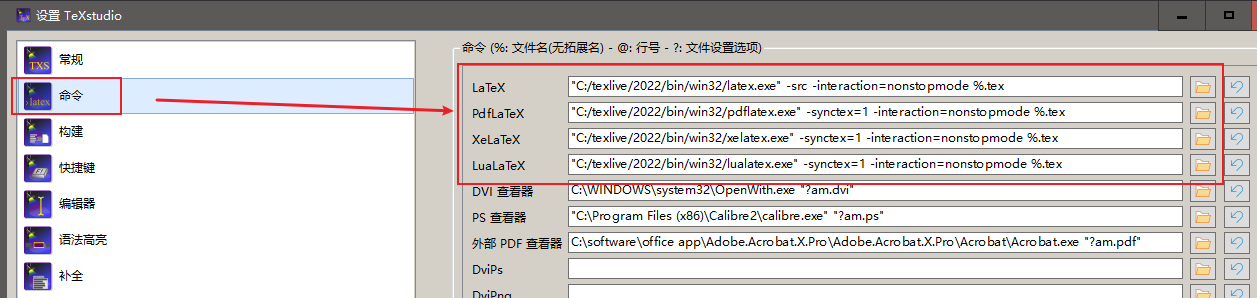 设置 TeXstudio
常规
命令
构建
快捷键
编辑器
语法高亮
补全
命令 (%: 文件名(无拓展名) - @: 行号 - ?: 文件设置选项)
LaTeX "C:/texlive/2022/bin/win32/latex.exe" -src -interaction=nonstopmode %.tex
PdfLaTeX "C:/texlive/2022/bin/win32/pdflatex.exe" -synctex=1 -interaction=nonstopmode %.tex
XeLaTeX "C:/texlive/2022/bin/win32/xelatex.exe" -synctex=1 -interaction=nonstopmode %.tex
LuaLaTeX "C:/texlive/2022/bin/win32/lualatex.exe" -synctex=1 -interaction=nonstopmode %.tex
DVI 查看器 C:\WINDOWS\system32\OpenWith.exe "?am.dvi"
PS 查看器 "C:\Program Files (x86)\Calibre2\calibre.exe" "?am.ps"
外部 PDF 查看器 C:\software\office app\Adobe.Acrobat.X.Pro\Adobe.Acrobat.X.Pro\Acrobat\Acrobat.exe "?am.pdf"
DviPs
DviPng